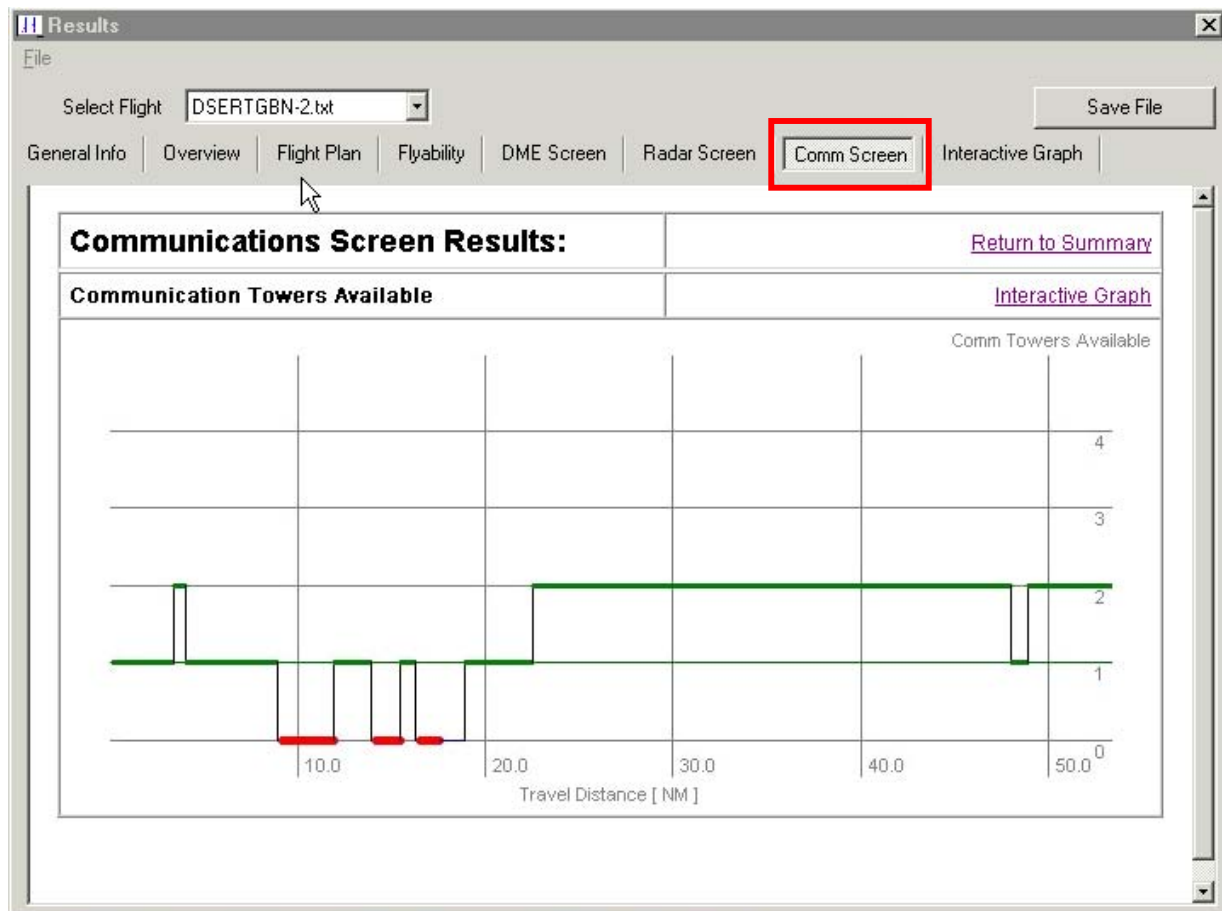 Results
File
Select Flight DSERTGBN-2.txt Save File
General Info Overview Flight Plan Flyability DME Screen Radar Screen Comm Screen Interactive Graph
Communications Screen Results: Return to Summary
Communication Towers Available Interactive Graph
Comm Towers Available
4
3
2
1
0
10.0 20.0 30.0 40.0 50.0
Travel Distance [ NM ]